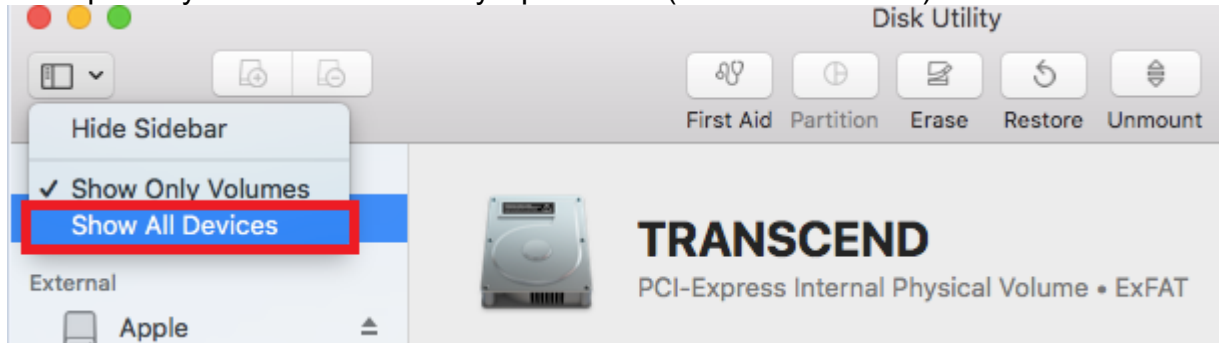 Disk Utility
First Aid Partition Erase Restore Unmount
Hide Sidebar
✓ Show Only Volumes
Show All Devices
External
Apple
TRANSCEND
PCI-Express Internal Physical Volume • ExFAT